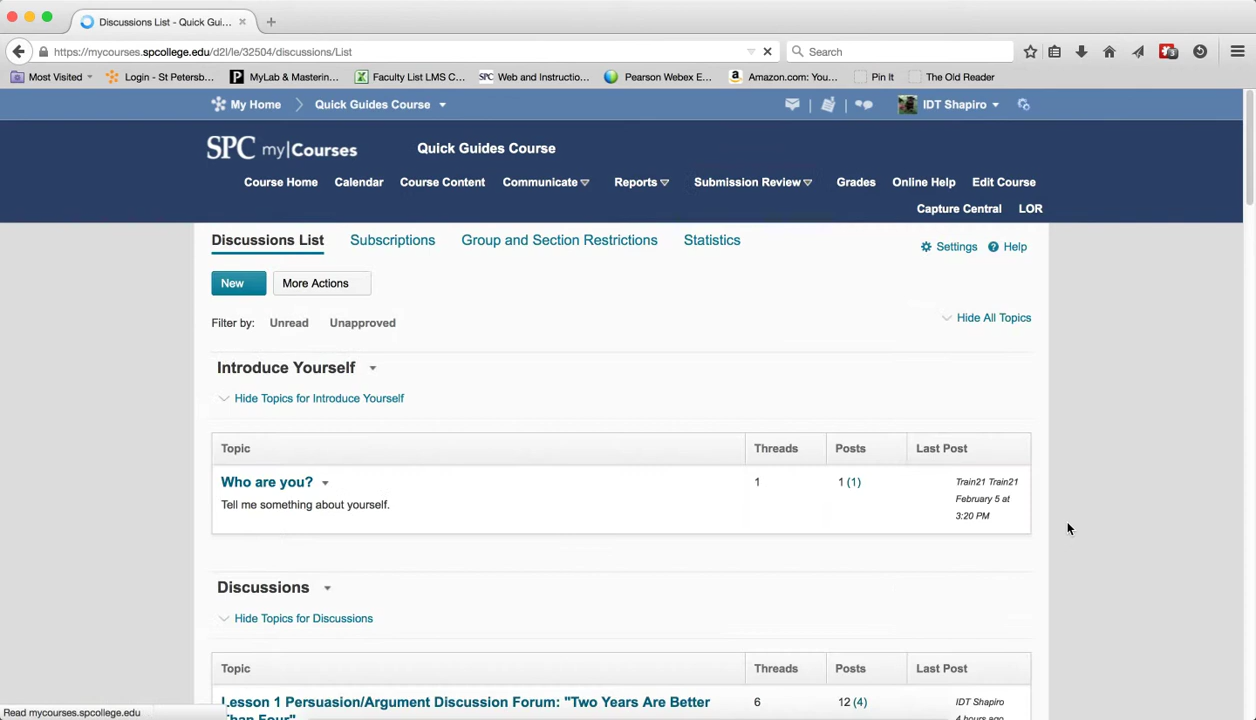 Discussions List - Quick Gui...
https://mycourses.spcollege.edu/d2l/le/32504/discussions/List
Search
Most Visited
Login - St Petersb...
MyLab & Mastering...
Faculty List LMS C...
SPC Web and Instructio...
Pearson Webex E...
Amazon.com: You...
Pin It
The Old Reader
My Home
Quick Guides Course
IDT Shapiro
SPC my|Courses
Quick Guides Course
Course Home
Calendar
Course Content
Communicate
Reports
Submission Review
Grades
Online Help
Edit Course
Capture Central
LOR
Discussions List
Subscriptions
Group and Section Restrictions
Statistics
Settings
Help
New
More Actions
Filter by: Unread Unapproved
Hide All Topics
Introduce Yourself
Hide Topics for Introduce Yourself
Topic Threads Posts Last Post
Who are you? 1 1 (1) Train21 Train21
Tell me something about yourself. February 5 at
3:20 PM
Discussions
Hide Topics for Discussions
Topic Threads Posts Last Post
Lesson 1 Persuasion/Argument Discussion Forum: "Two Years Are Better 6 12 (4) IDT Shapiro
Than Four" 4 hours ago
Read mycourses.spcollege.edu